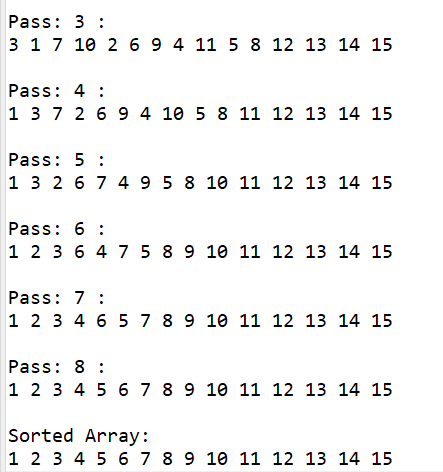 Pass: 3 :
3 1 7 10 2 6 9 4 11 5 8 12 13 14 15
Pass: 4 :
1 3 7 2 6 9 4 10 5 8 11 12 13 14 15
Pass: 5 :
1 3 2 6 7 4 9 5 8 10 11 12 13 14 15
Pass: 6 :
1 2 3 6 4 7 5 8 9 10 11 12 13 14 15
Pass: 7 :
1 2 3 4 6 5 7 8 9 10 11 12 13 14 15
Pass: 8 :
1 2 3 4 5 6 7 8 9 10 11 12 13 14 15
Sorted Array:
1 2 3 4 5 6 7 8 9 10 11 12 13 14 15